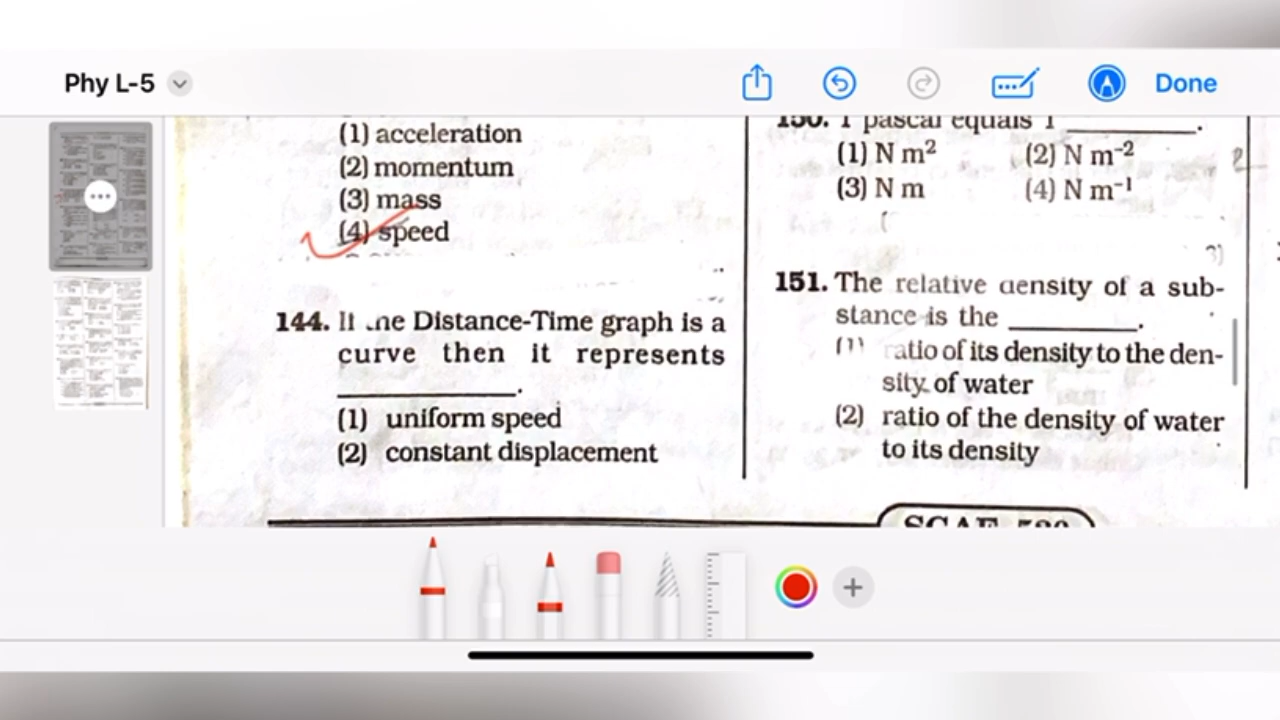 Phy L-5
Done
(1) acceleration
(2) momentum
(3) mass
(4) speed
144. If the Distance-Time graph is a
curve then it represents
________.
(1) uniform speed
(2) constant displacement
150. 1 pascal equals 1 ________.
(1) N m²
(2) N m⁻²
(3) N m
(4) N m⁻¹
151. The relative density of a sub-
stance is the ________.
(1) ratio of its density to the den-
sity of water
(2) ratio of the density of water
to its density